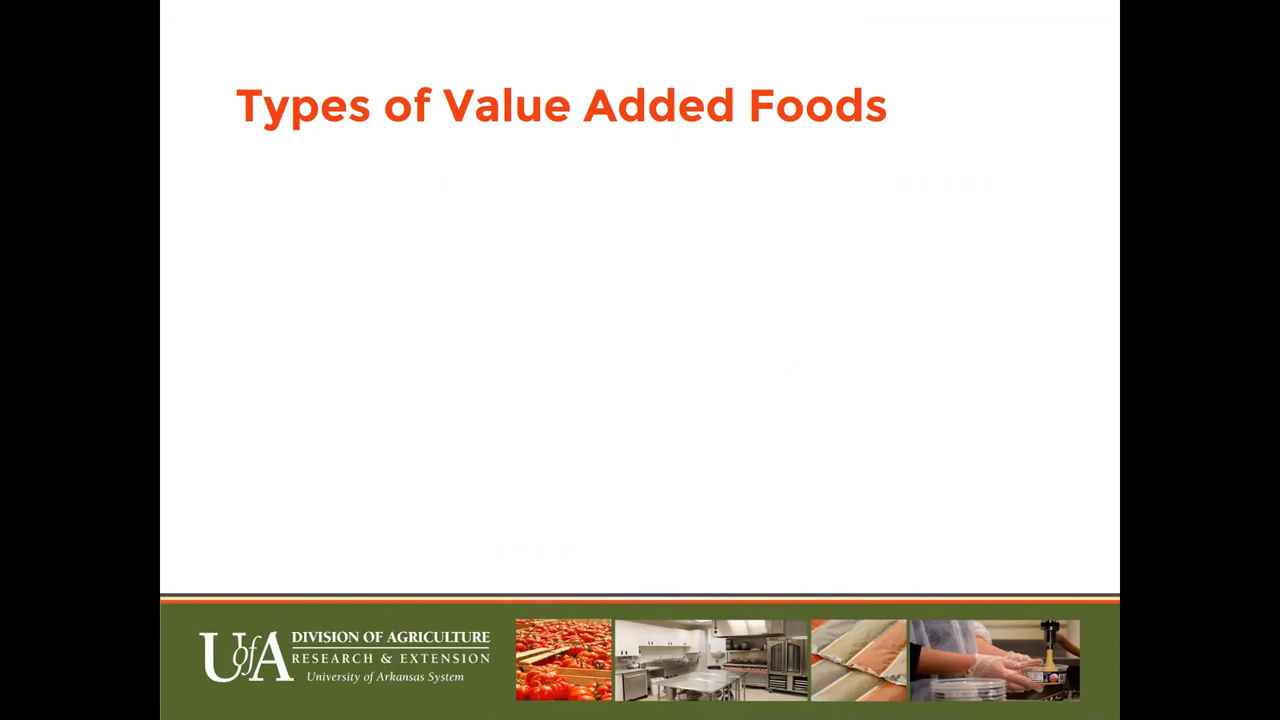 Types of Value Added Foods
UofA
DIVISION OF AGRICULTURE
RESEARCH & EXTENSION
University of Arkansas System